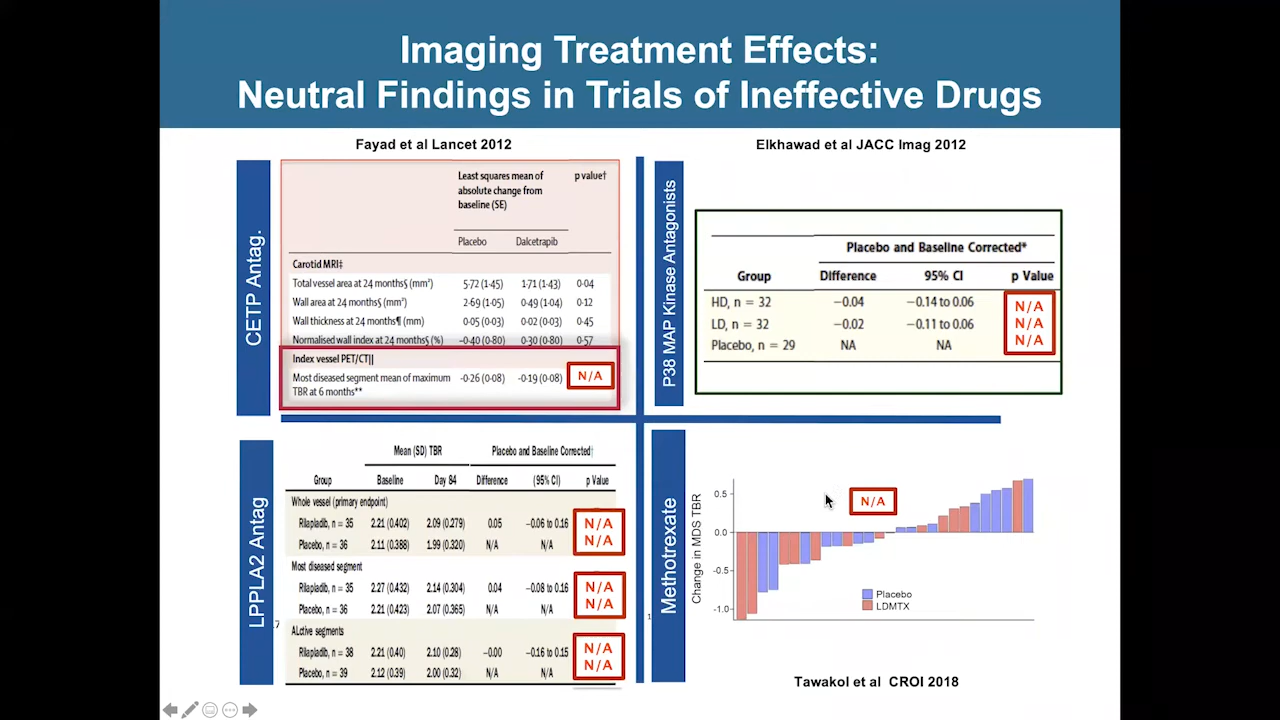 Imaging Treatment Effects:
Neutral Findings in Trials of Ineffective Drugs
Fayad et al Lancet 2012
CETP Antag.
Least squares mean of
absolute change from
baseline (SE)
p value†
Placebo Dalcetrapib
Carotid MRI‡
Total vessel area at 24 months§ (mm²) 5·72 (1·45) 1·71 (1·43) 0·04
Wall area at 24 months§ (mm²) 2·69 (1·05) 0·49 (1·04) 0·12
Wall thickness at 24 months¶ (mm) 0·05 (0·03) 0·02 (0·03) 0·45
Normalised wall index at 24 months§ (%) -0·40 (0·80) 0·30 (0·80) 0·57
Index vessel PET/CT||
Most diseased segment mean of maximum -0·26 (0·08) -0·19 (0·08) N/A
TBR at 6 months**
Elkhawad et al JACC Imag 2012
P38 MAP Kinase Antagonists
Placebo and Baseline Corrected*
Group Difference 95% CI p Value
HD, n = 32 −0.04 −0.14 to 0.06 N/A
LD, n = 32 −0.02 −0.11 to 0.06 N/A
Placebo, n = 29 NA NA N/A
LPPLA2 Antag
Mean (SD) TBR Placebo and Baseline Corrected†
Group Baseline Day 84 Difference (95% CI) p Value
Whole vessel (primary endpoint)
Rilapladib, n = 35 2.21 (0.402) 2.09 (0.279) 0.05 −0.06 to 0.16 N/A
Placebo, n = 36 2.11 (0.388) 1.99 (0.320) N/A N/A N/A
Most diseased segment
Rilapladib, n = 35 2.27 (0.432) 2.14 (0.304) 0.04 −0.08 to 0.16 N/A
Placebo, n = 36 2.21 (0.423) 2.07 (0.365) N/A N/A N/A
Active segments
Rilapladib, n = 38 2.21 (0.40) 2.10 (0.28) −0.00 −0.16 to 0.15 N/A
Placebo, n = 39 2.12 (0.39) 2.00 (0.32) N/A N/A N/A
7
1
Methotrexate
Change in MDS TBR
0.5
0.0
-0.5
-1.0
N/A
Placebo
LDMTX
Tawakol et al CROI 2018